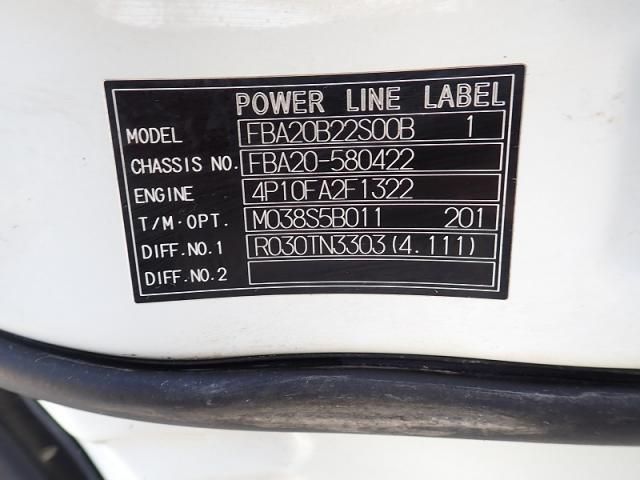 POWER LINE LABEL
MODEL FBA20B22S00B 1
CHASSIS NO. FBA20-580422
ENGINE 4P10FA2F1322
T/M·OPT. M038S5B011 201
DIFF.NO.1 R030TN3303(4.111)
DIFF.NO.2